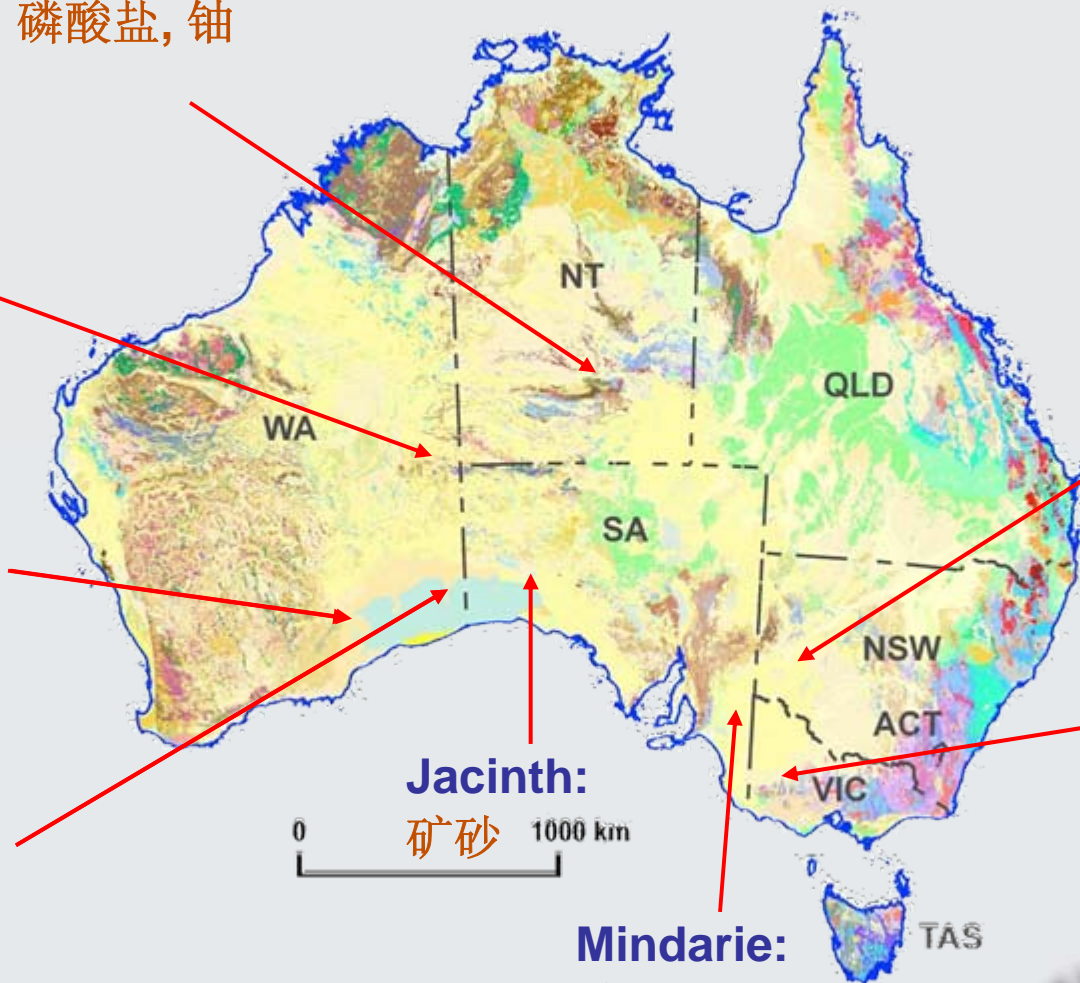 磷酸盐, 铀
NT
QLD
WA
SA
NSW
ACT
VIC
Jacinth:
矿砂
0 1000 km
Mindarie:
TAS